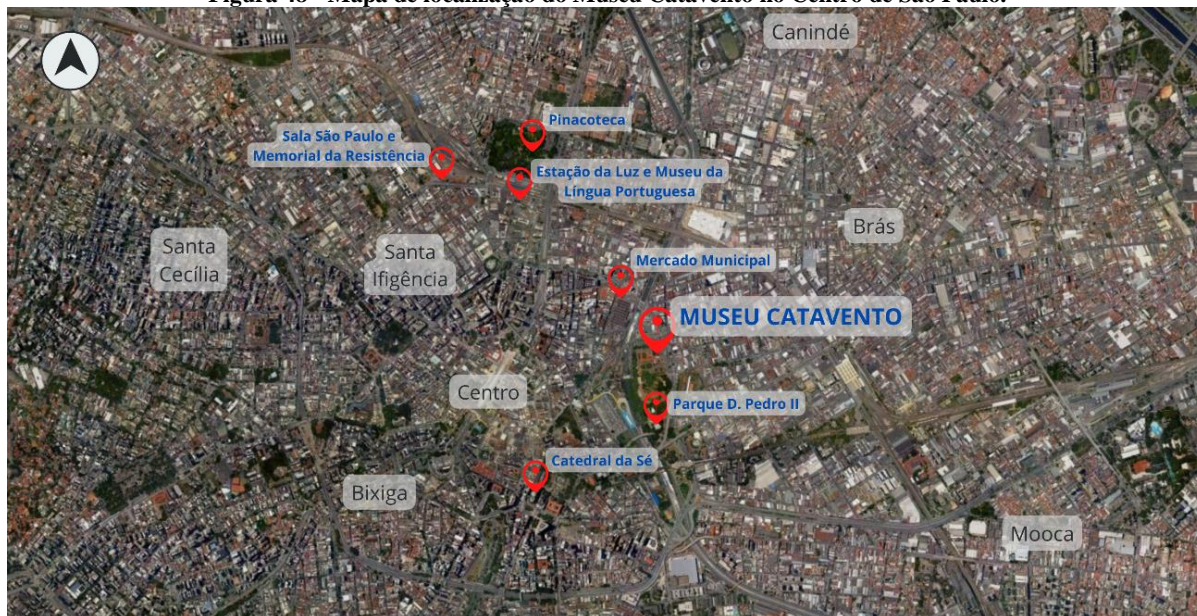 Figura 48 - Mapa de localização do Museu Catavento no Centro de São Paulo.
Canindé
Pinacoteca
Sala São Paulo e
Memorial da Resistência
Estação da Luz e Museu da
Língua Portuguesa
Brás
Santa
Cecília
Santa
Ifigência
Mercado Municipal
MUSEU CATAVENTO
Centro
Parque D. Pedro II
Catedral da Sé
Bixiga
Mooca